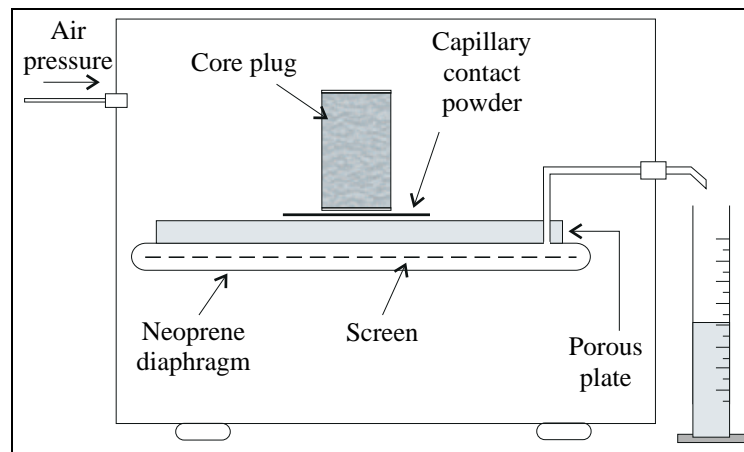 Air
pressure
Core plug
Capillary
contact
powder
Neoprene
diaphragm
Screen
Porous
plate